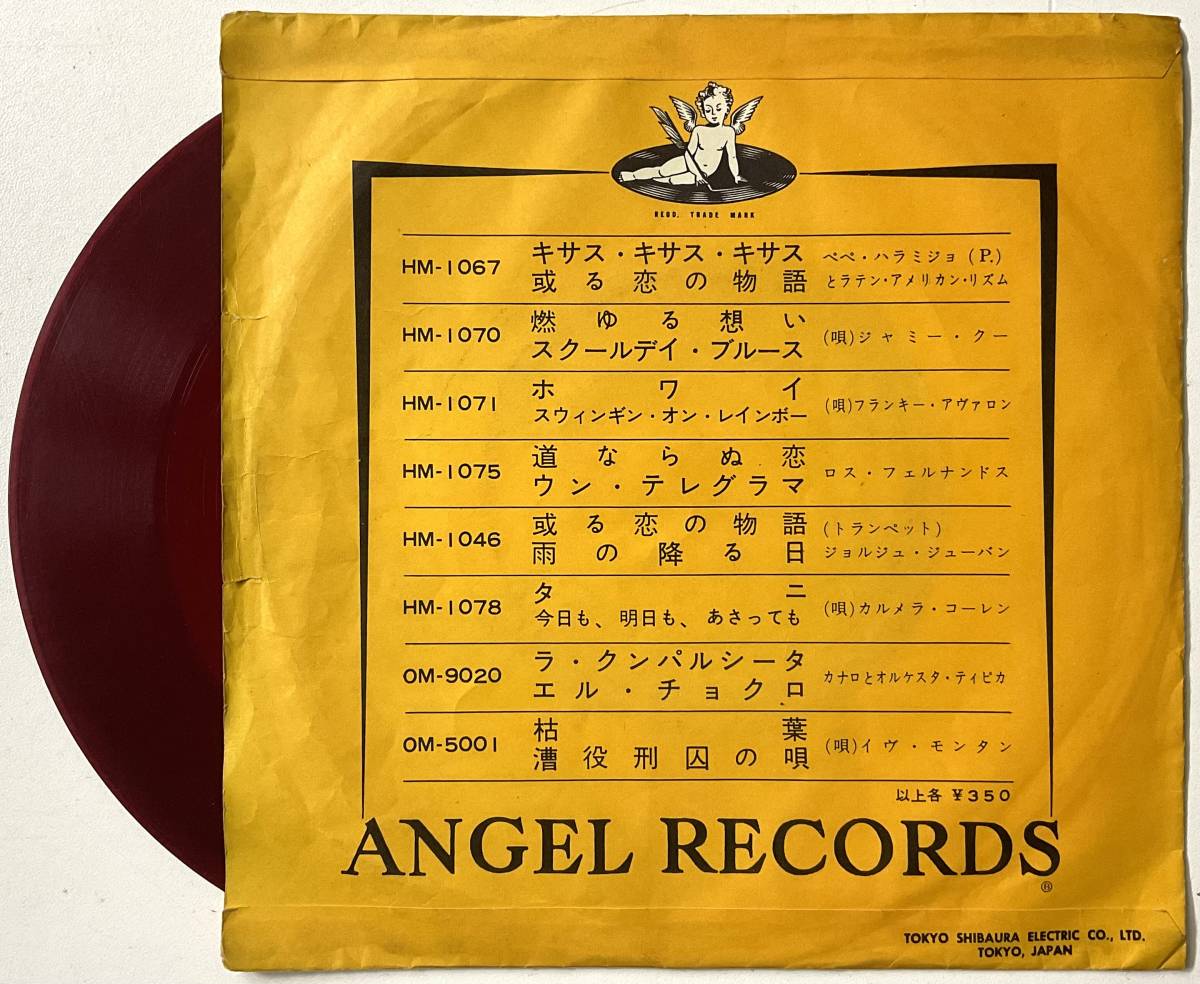 REGD. TRADE MARK
HM-1067
キサス・キサス・キサス
或る恋の物語
ペペ・ハラミジョ(P.)
とラテン・アメリカン・リズム
HM-1070
燃ゆる想い
スクールデイ・ブルース
(唄)ジャミー・クー
HM-1071
ホワイ
スウィンギン・オン・レインボー
(唄)フランキー・アヴァロン
HM-1075
道ならぬ恋
ウン・テレグラマ
ロス・フェルナンドス
HM-1046
或る恋の物語
雨の降る日
(トランペット)
ジョルジュ・ジューバン
HM-1078
タニ
今日も、明日も、あさっても
(唄)カルメラ・コーレン
OM-9020
ラ・クンパルシータ
エル・チョクロ
カナロとオルケスタ・ティピカ
OM-5001
枯葉
漕役刑囚の唄
(唄)イヴ・モンタン
以上各 ¥350
ANGEL RECORDS
®
TOKYO SHIBAURA ELECTRIC CO., LTD.
TOKYO, JAPAN